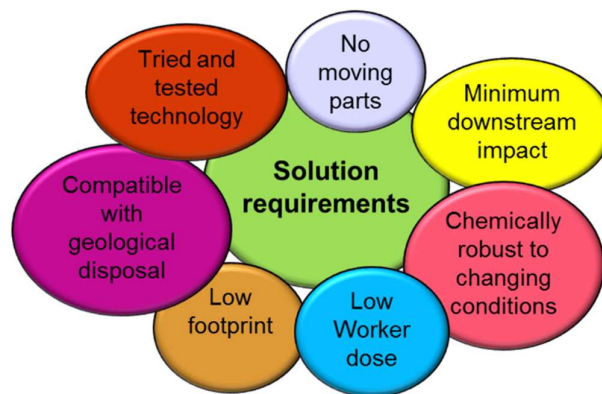 No
moving
parts
Tried and
tested
technology
Minimum
downstream
impact
Solution
requirements
Compatible
with
geological
disposal
Chemically
robust to
changing
conditions
Low
footprint
Low
Worker
dose